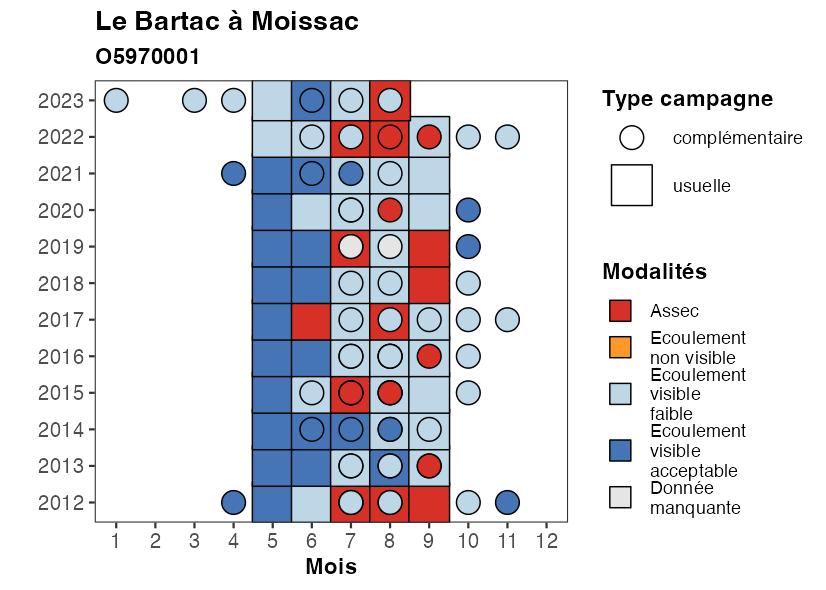 Le Bartac à Moissac
O5970001
2023
2022
2021
2020
2019
2018
2017
2016
2015
2014
2013
2012
1 2 3 4 5 6 7 8 9 10 11 12
Mois
Type campagne
complémentaire
usuelle
Modalités
Assec
Ecoulement
non visible
Ecoulement
visible
faible
Ecoulement
visible
acceptable
Donnée
manquante